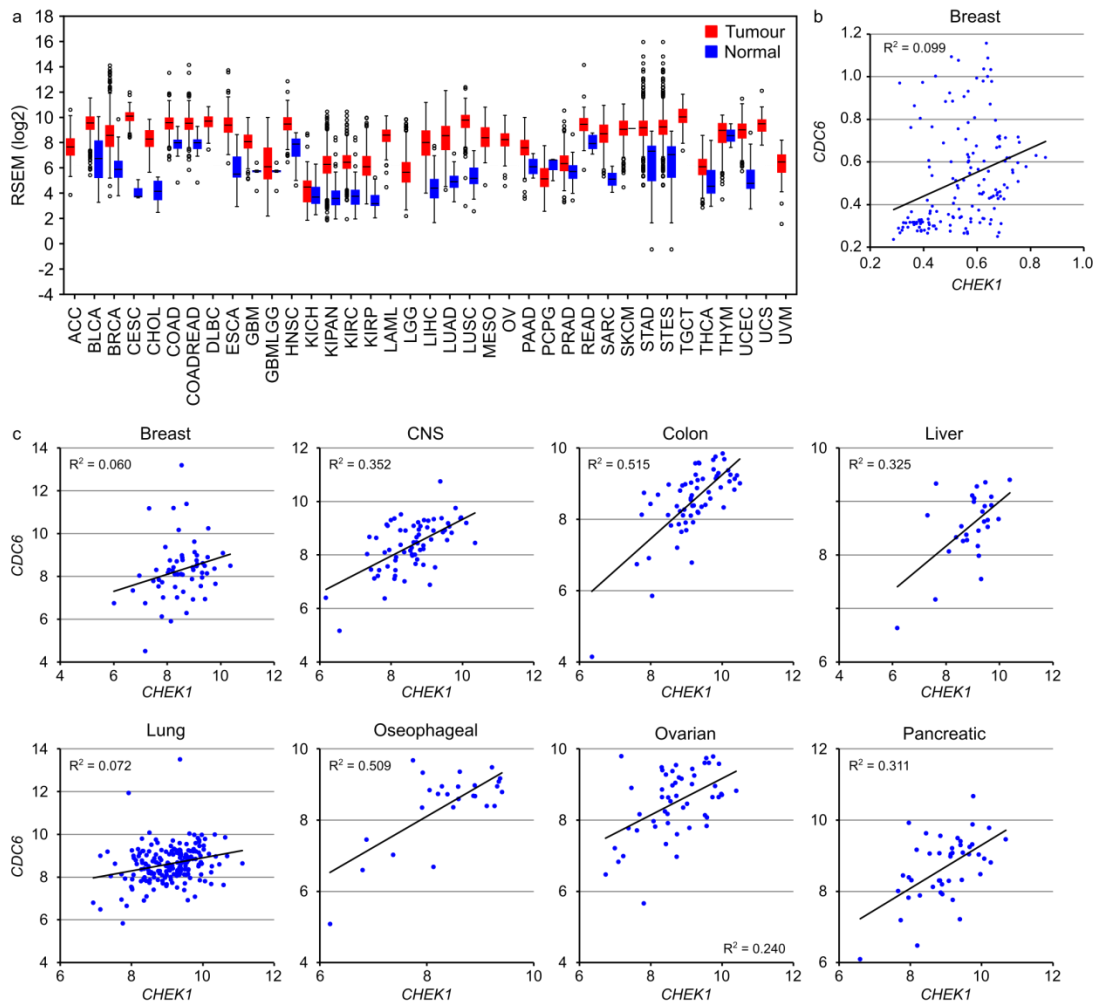 a
18
16
14
12
10
8
6
4
2
0
-2
-4
RSEM (log2)
Tumour
Normal
ACC
BLCA
BRCA
CESC
CHOL
COAD
COADREAD
DLBC
ESCA
GBM
GBMLGG
HNSC
KICH
KIPAN
KIRC
KIRP
LAML
LGG
LIHC
LUAD
LUSC
MESO
OV
PAAD
PCPG
PRAD
READ
SARC
SKCM
STAD
STES
TGCT
THCA
THYM
UCEC
UCS
UVM
b
Breast
R² = 0.099
1.2
1.0
0.8
0.6
0.4
0.2
CDC6
0.2 0.4 0.6 0.8 1.0
CHEK1
c
Breast
R² = 0.060
14
12
10
8
6
4
CDC6
4 6 8 10 12
CHEK1
CNS
R² = 0.352
12
10
8
6
4
6 8 10 12
CHEK1
Colon
R² = 0.515
10
8
6
4
6 8 10 12
CHEK1
Liver
R² = 0.325
10
8
6
6 8 10 12
CHEK1
Lung
R² = 0.072
14
12
10
8
6
4
CDC6
6 8 10 12
CHEK1
Oseophageal
R² = 0.509
10
8
6
4
6 8 10
CHEK1
Ovarian
10
8
6
4
R² = 0.240
6 8 10 12
CHEK1
Pancreatic
R² = 0.311
12
10
8
6
6 8 10 12
CHEK1